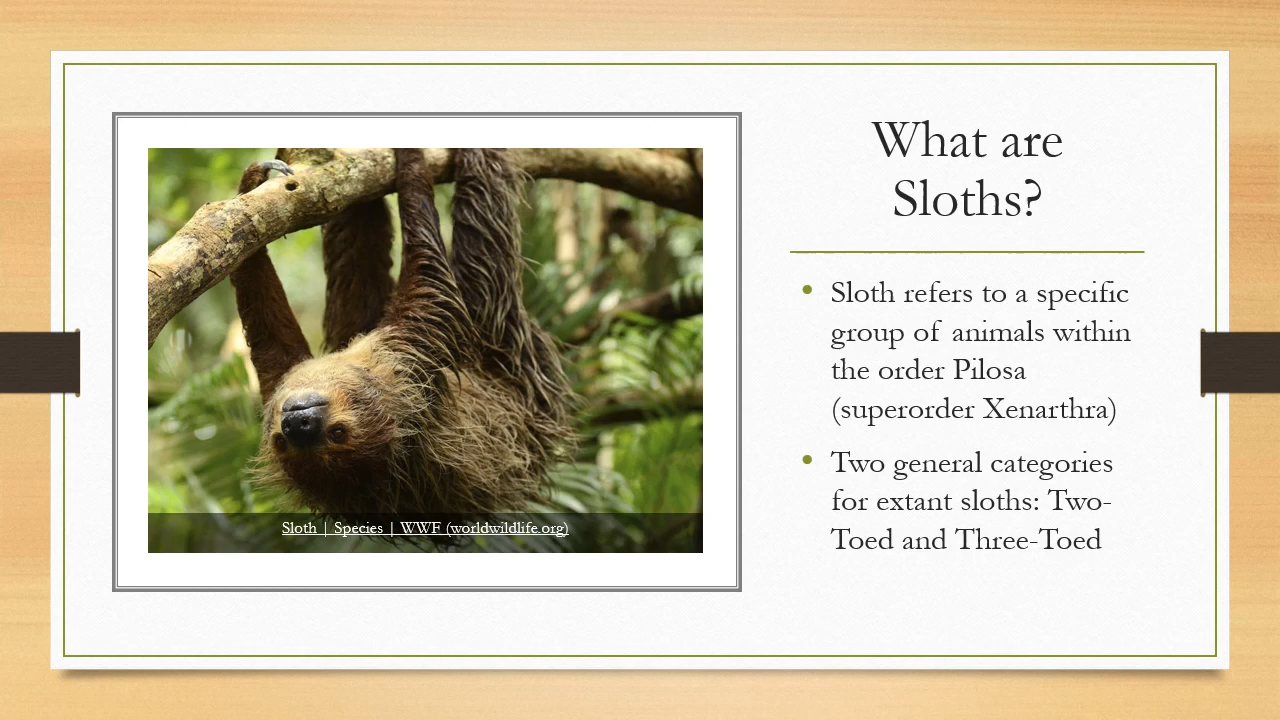 What are
Sloths?
• Sloth refers to a specific
group of animals within
the order Pilosa
(superorder Xenarthra)
• Two general categories
for extant sloths: Two-
Toed and Three-Toed
Sloth | Species | WWF (worldwildlife.org)